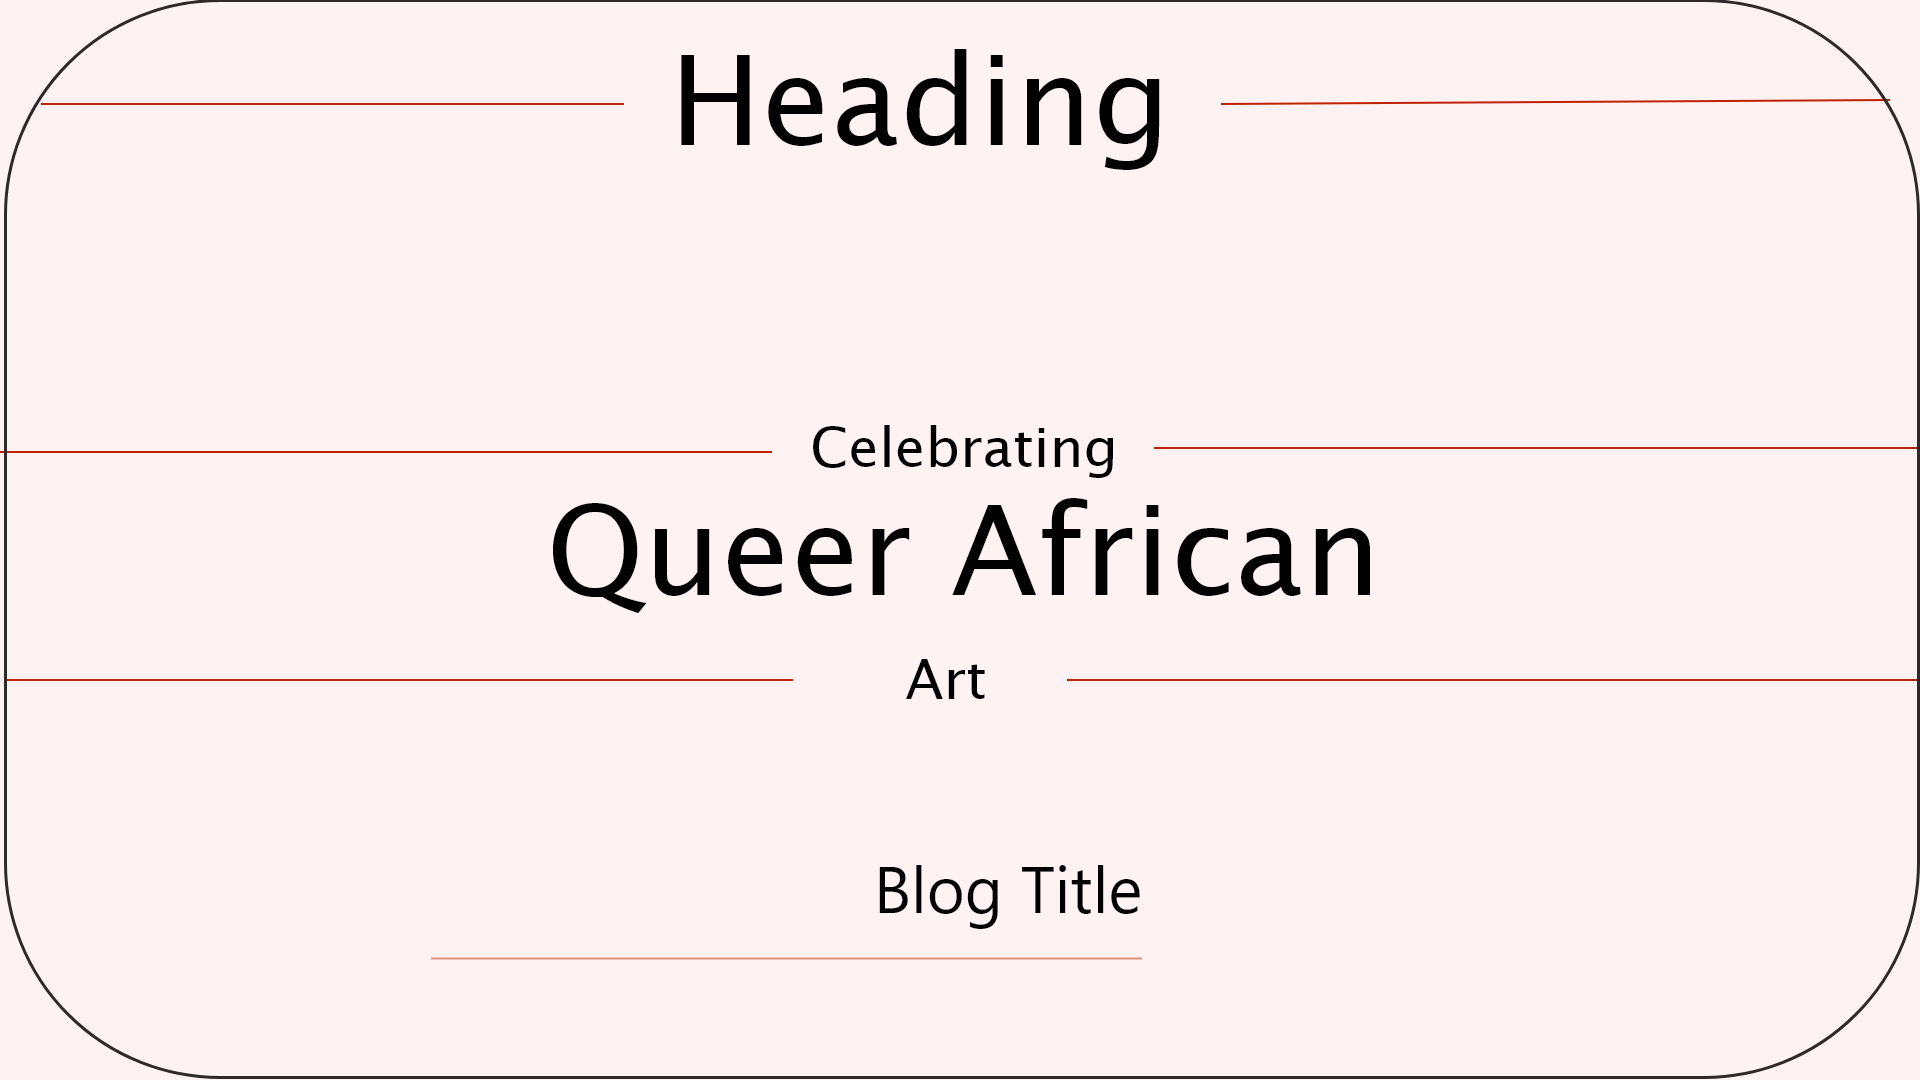 Heading
Celebrating
Queer African
Art
Blog Title